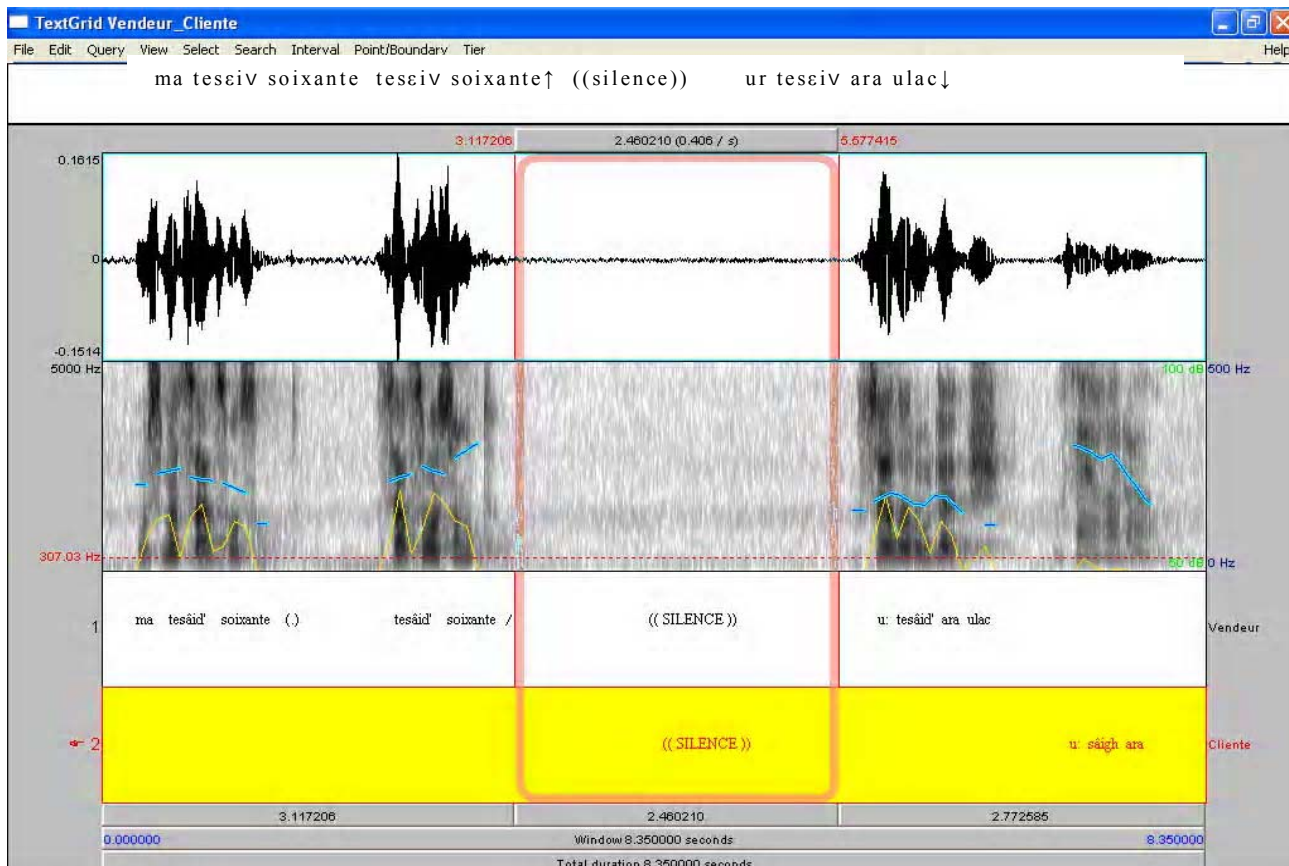 TextGrid Vendeur_Cliente
File Edit Query View Select Search Interval Point/Boundary Tier Help
ma tesɛiv soixante tesɛiv soixante↑ ((silence)) ur tesɛiv ara ulac↓
3.117206 2.460210 (0.406 / s) 5.577415
0.1615
0
-0.1514
5000 Hz 100 dB 500 Hz
307.03 Hz 50 dB 0 Hz
1 ma tesâid' soixante (.) tesâid' soixante / (( SILENCE )) u: tesâid' ara ulac Vendeur
2 (( SILENCE )) u: sâigh ara Cliente
3.117206 2.460210 2.772585
0.000000 Window 8.350000 seconds 8.350000
Total duration 8.350000 seconds